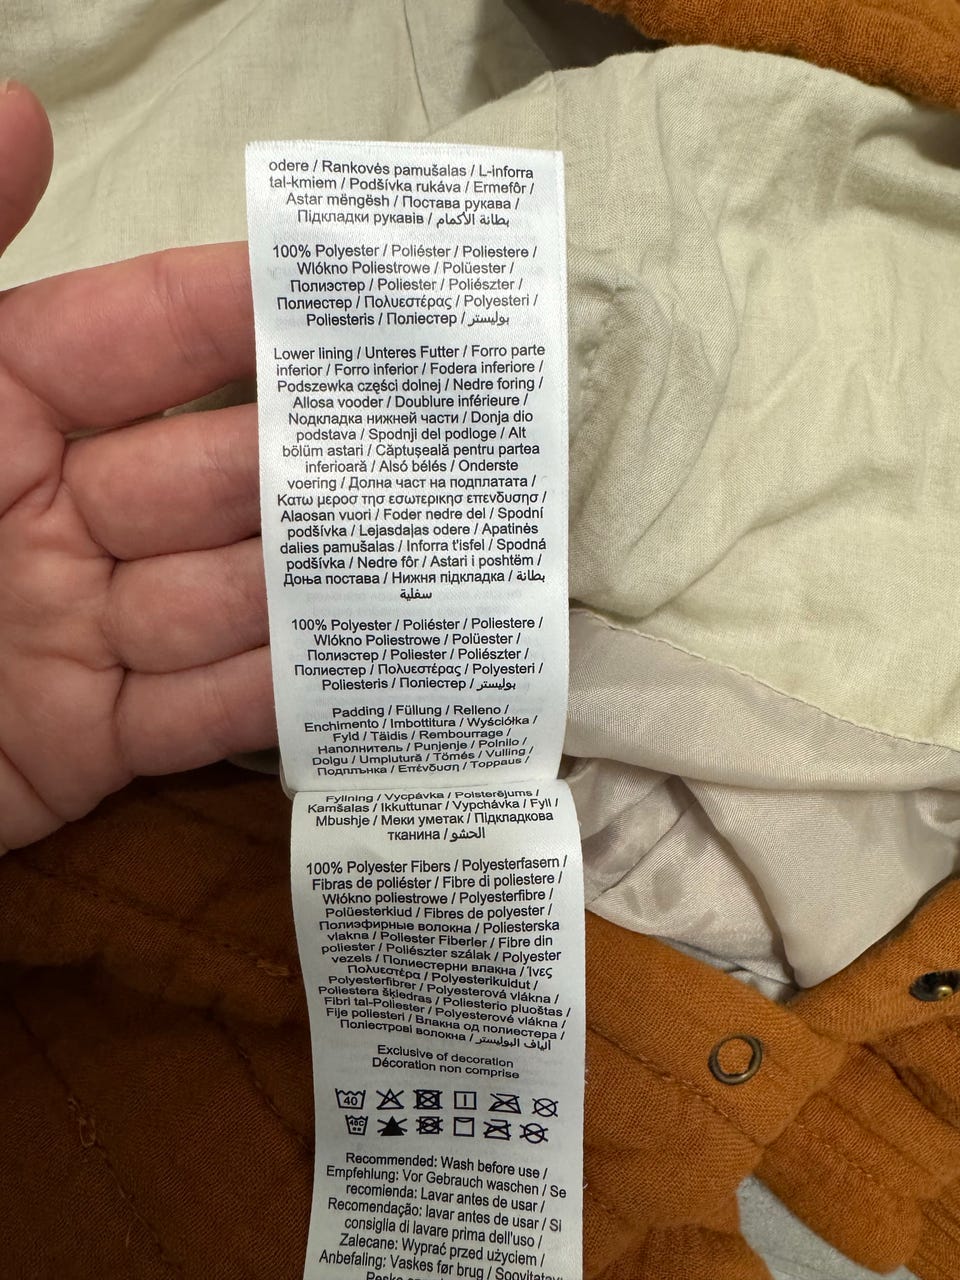 odere / Rankovės pamušalas / L-inforra
tal-kmiem / Podšívka rukáva / Ermefôr /
Astar mëngësh / Постава рукава /
Підкладки рукавів / بطانة الأكمام
100% Polyester / Poliéster / Poliestere /
Wlókno Poliestrowe / Polüester /
Полиэстер / Poliester / Poliészter /
Полиестер / Πολυεστέρας / Polyesteri /
Poliesteris / Поліестер / بوليستر
Lower lining / Unteres Futter / Forro parte
inferior / Forro inferior / Fodera inferiore /
Podszewka części dolnej / Nedre foring /
Allosa vooder / Doublure inférieure /
Nодкладка нижней части / Donja dio
podstava / Spodnji del podloge / Alt
bölüm astari / Căptuşeală pentru partea
inferioară / Alsó bélés / Onderste
voering / Долна част на подплатата /
Κατω μεροσ τησ εσωτερικησ επενδυσησ /
Alaosan vuori / Foder nedre del / Spodní
podšívka / Lejasdaļas odere / Apatinės
dalies pamušalas / Inforra t'isfel / Spodná
podšívka / Nedre fôr / Astari i poshtëm /
Доња постава / Нижня підкладка / بطانة
سفلية
100% Polyester / Poliéster / Poliestere /
Wlókno Poliestrowe / Polüester /
Полиэстер / Poliester / Poliészter /
Полиестер / Πολυεστέρας / Polyesteri /
Poliesteris / Поліестер / بوليستر
Padding / Füllung / Relleno /
Enchimento / Imbottitura / Wyściółka /
Fyld / Täidis / Rembourrage /
Наполнитель / Punjenje / Polnilo /
Dolgu / Umplutură / Tömés / Vulling /
Подплънка / Επένδυση / Toppaus /
Fyllning / Vycpávka / Polsterējums /
Kamšalas / Ikkuttunar / Vypchávka / Fyll /
Mbushje / Меки уметак / Підкладкова
тканина / الحشو
100% Polyester Fibers / Polyesterfasern /
Fibras de poliéster / Fibre di poliestere /
Włókno poliestrowe / Polyesterfibre /
Polüesterkiud / Fibres de polyester /
Полиэфирные волокна / Poliesterska
vlakna / Poliester Fiberler / Fibre din
poliester / Poliészter szálak / Polyester
vezels / Полиестерни влакна / Ίνες
Πολυεστέρα / Polyesterikuidut /
Polyesterfibrer / Polyesterová vlákna /
Poliestera šķiedras / Poliesterio pluoštas /
Fibri tal-Poliester / Polyesterové vlákna /
Fije poliesteri / Влакна од полиестера /
Поліестрові волокна / ألياف البوليستر
Exclusive of decoration
Décoration non comprise
40
40C
Recommended: Wash before use /
Empfehlung: Vor Gebrauch waschen / Se
recomienda: Lavar antes de usar /
Recomendação: lavar antes de usar / Si
consiglia di lavare prima dell'uso /
Zalecane: Wyprać przed użyciem /
Anbefaling: Vaskes før brug /